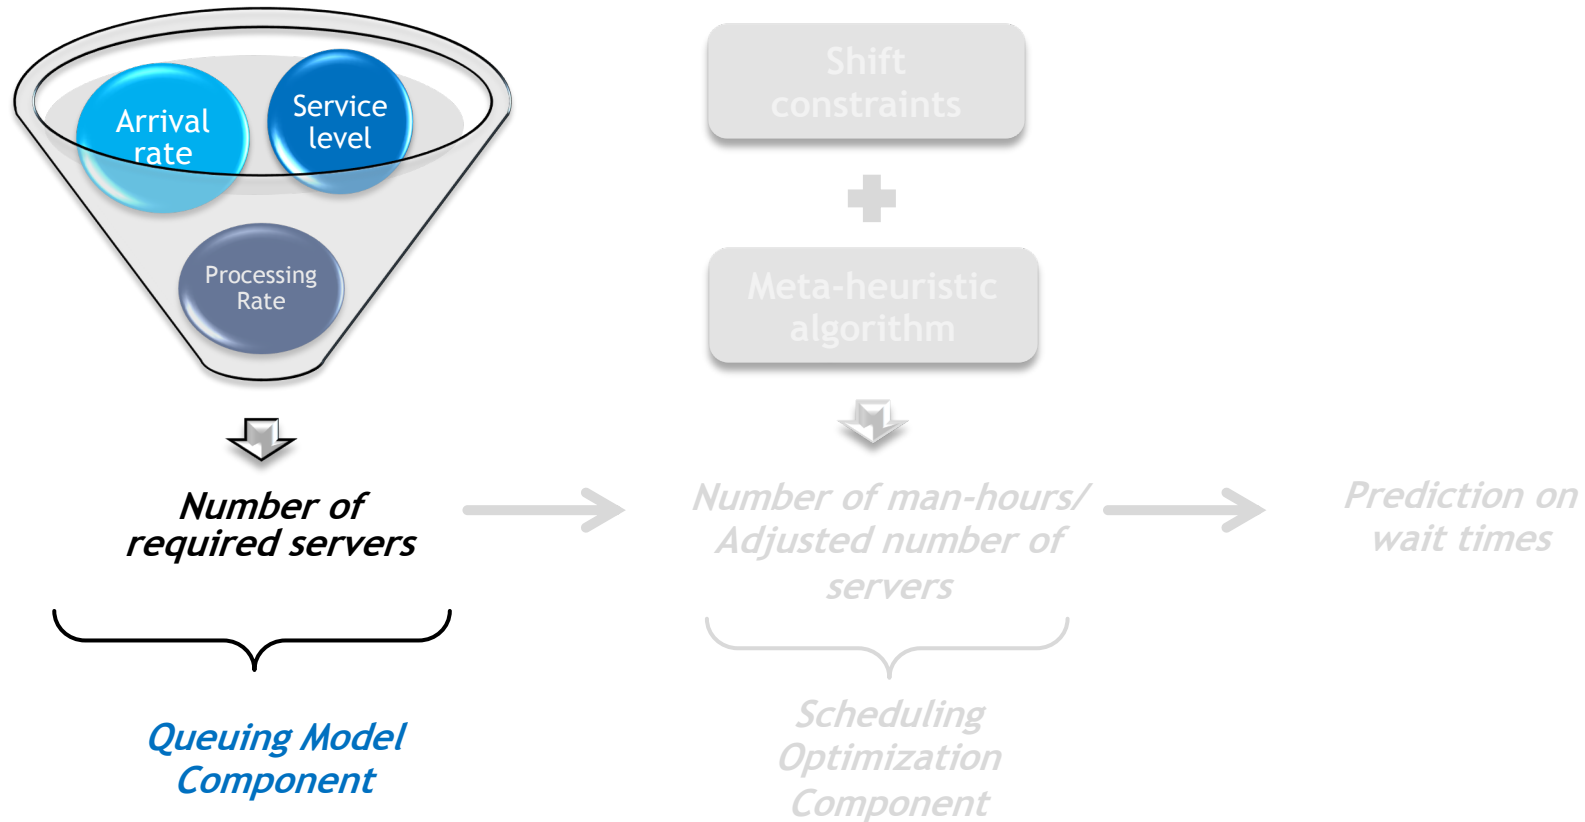 Arrival
rate
Service
level
Processing
Rate
Number of
required servers
Queuing Model
Component
Shift
constraints
Meta-heuristic
algorithm
Number of man-hours/
Adjusted number of
servers
Scheduling
Optimization
Component
Prediction on
wait times